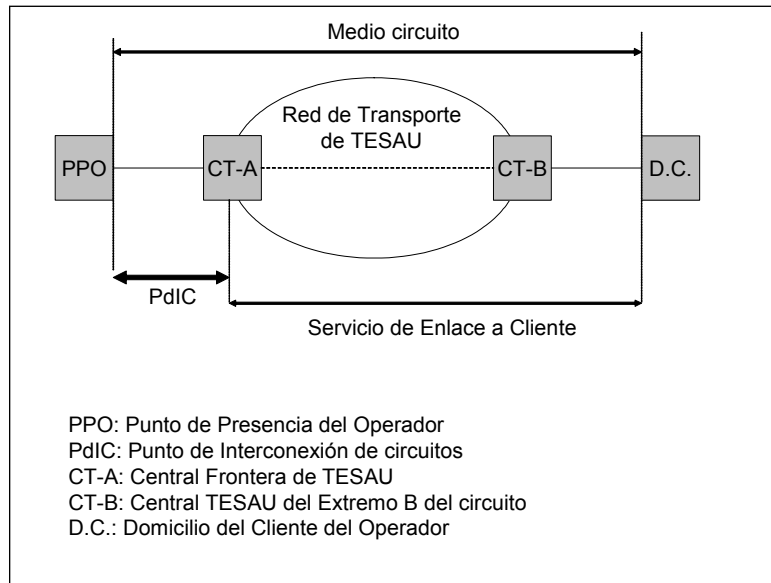 Medio circuito
Red de Transporte
de TESAU
PPO
CT-A
CT-B
D.C.
PdIC
Servicio de Enlace a Cliente
PPO: Punto de Presencia del Operador
PdIC: Punto de Interconexión de circuitos
CT-A: Central Frontera de TESAU
CT-B: Central TESAU del Extremo B del circuito
D.C.: Domicilio del Cliente del Operador